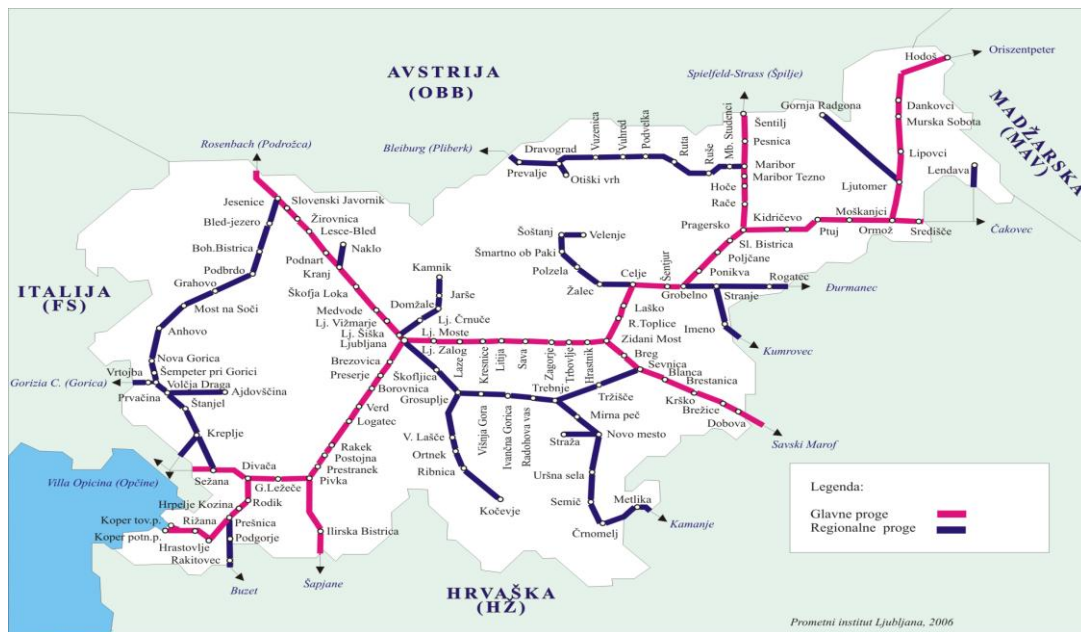 AVSTRIJA
(OBB)
Spielfeld-Strass (Špilje)
Hodoš
Oriszentpeter
MADŽARSKA
(MAV)
Gornja Radgona
Dankovci
Murska Sobota
Lipovci
Ljutomer
Lendava
Čakovec
Središče
Ormož
Moškanjci
Ptuj
Kidričevo
Pragersko
Šentilj
Pesnica
Maribor
Maribor Tezno
Hoče
Rače
Mb. Studenci
Ruše
Ruta
Podvelka
Vuhred
Vuzenica
Dravograd
Otiški vrh
Prevalje
Bleiburg (Pliberk)
Rosenbach (Podrožca)
Jesenice
Slovenski Javornik
Žirovnica
Lesce-Bled
Naklo
Podnart
Kranj
Škofja Loka
Medvode
Lj. Vižmarje
Lj. Šiška
Ljubljana
Bled-jezero
Boh.Bistrica
Podbrdo
Grahovo
Most na Soči
Anhovo
Nova Gorica
Šempeter pri Gorici
Vrtojba
Gorizia C. (Gorica)
Volčja Draga
Prvačina
Ajdovščina
Štanjel
Kreplje
ITALIJA
(FS)
Kamnik
Jarše
Domžale
Lj. Črnuče
Lj. Moste
Lj. Zalog
Laze
Kresnice
Litija
Sava
Zagorje
Trbovlje
Hrastnik
Zidani Most
R.Toplice
Laško
Celje
Šentjur
Grobelno
Ponikva
Poljčane
Sl. Bistrica
Šoštanj
Velenje
Šmartno ob Paki
Polzela
Žalec
Stranje
Rogatec
Đurmanec
Imeno
Kumrovec
Breg
Sevnica
Blanca
Brestanica
Krško
Brežice
Dobova
Savski Marof
Brezovica
Preserje
Borovnica
Verd
Logatec
Rakek
Postojna
Prestranek
Pivka
Škofljica
Grosuplje
V. Lašče
Ortnek
Ribnica
Kočevje
Višnja Gora
Ivančna Gorica
Radohova vas
Trebnje
Tržišče
Mirna peč
Novo mesto
Straža
Uršna sela
Semič
Črnomelj
Metlika
Kamanje
Villa Opicina (Opčine)
Sežana
Divača
G.Ležeče
Rodik
Hrpelje Kozina
Prešnica
Podgorje
Rakitovec
Buzet
Koper tov.p.
Koper potn.p.
Rižana
Hrastovlje
Ilirska Bistrica
Šapjane
HRVAŠKA
(HŽ)
Legenda:
Glavne proge
Regionalne proge
Prometni institut Ljubljana, 2006